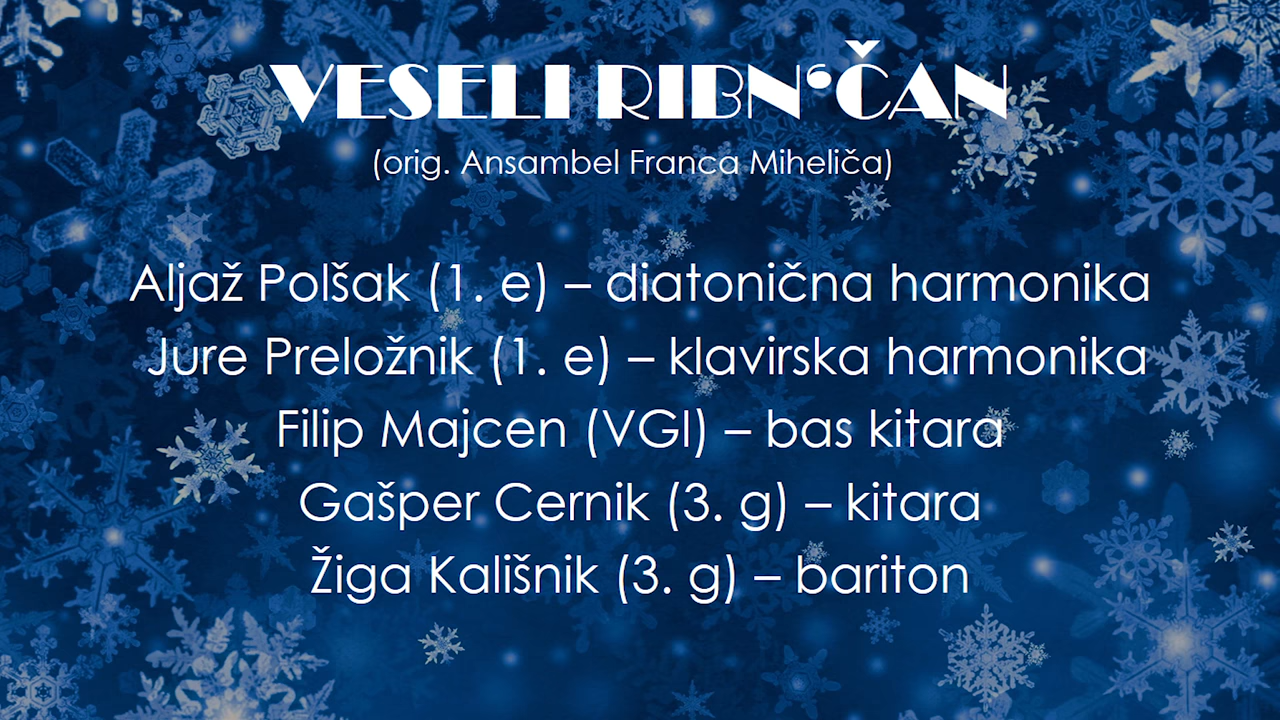 VESELI RIBN‘ČAN
(orig. Ansambel Franca Miheliča)
Aljaž Polšak (1. e) – diatonična harmonika
Jure Preložnik (1. e) – klavirska harmonika
Filip Majcen (VGI) – bas kitara
Gašper Cernik (3. g) – kitara
Žiga Kališnik (3. g) – bariton